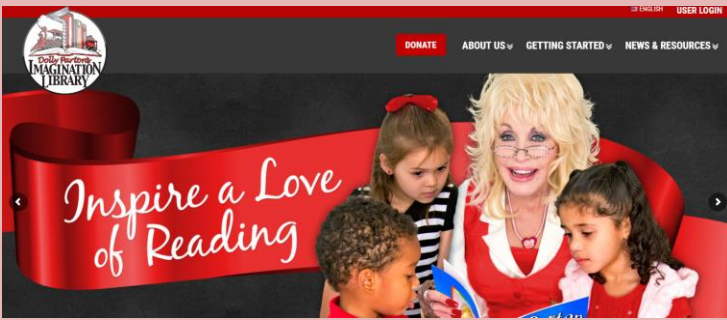 ENGLISH
USER LOGIN
Dolly Parton's
IMAGINATION
LIBRARY
DONATE
ABOUT US
GETTING STARTED
NEWS & RESOURCES
Inspire a Love
of Reading